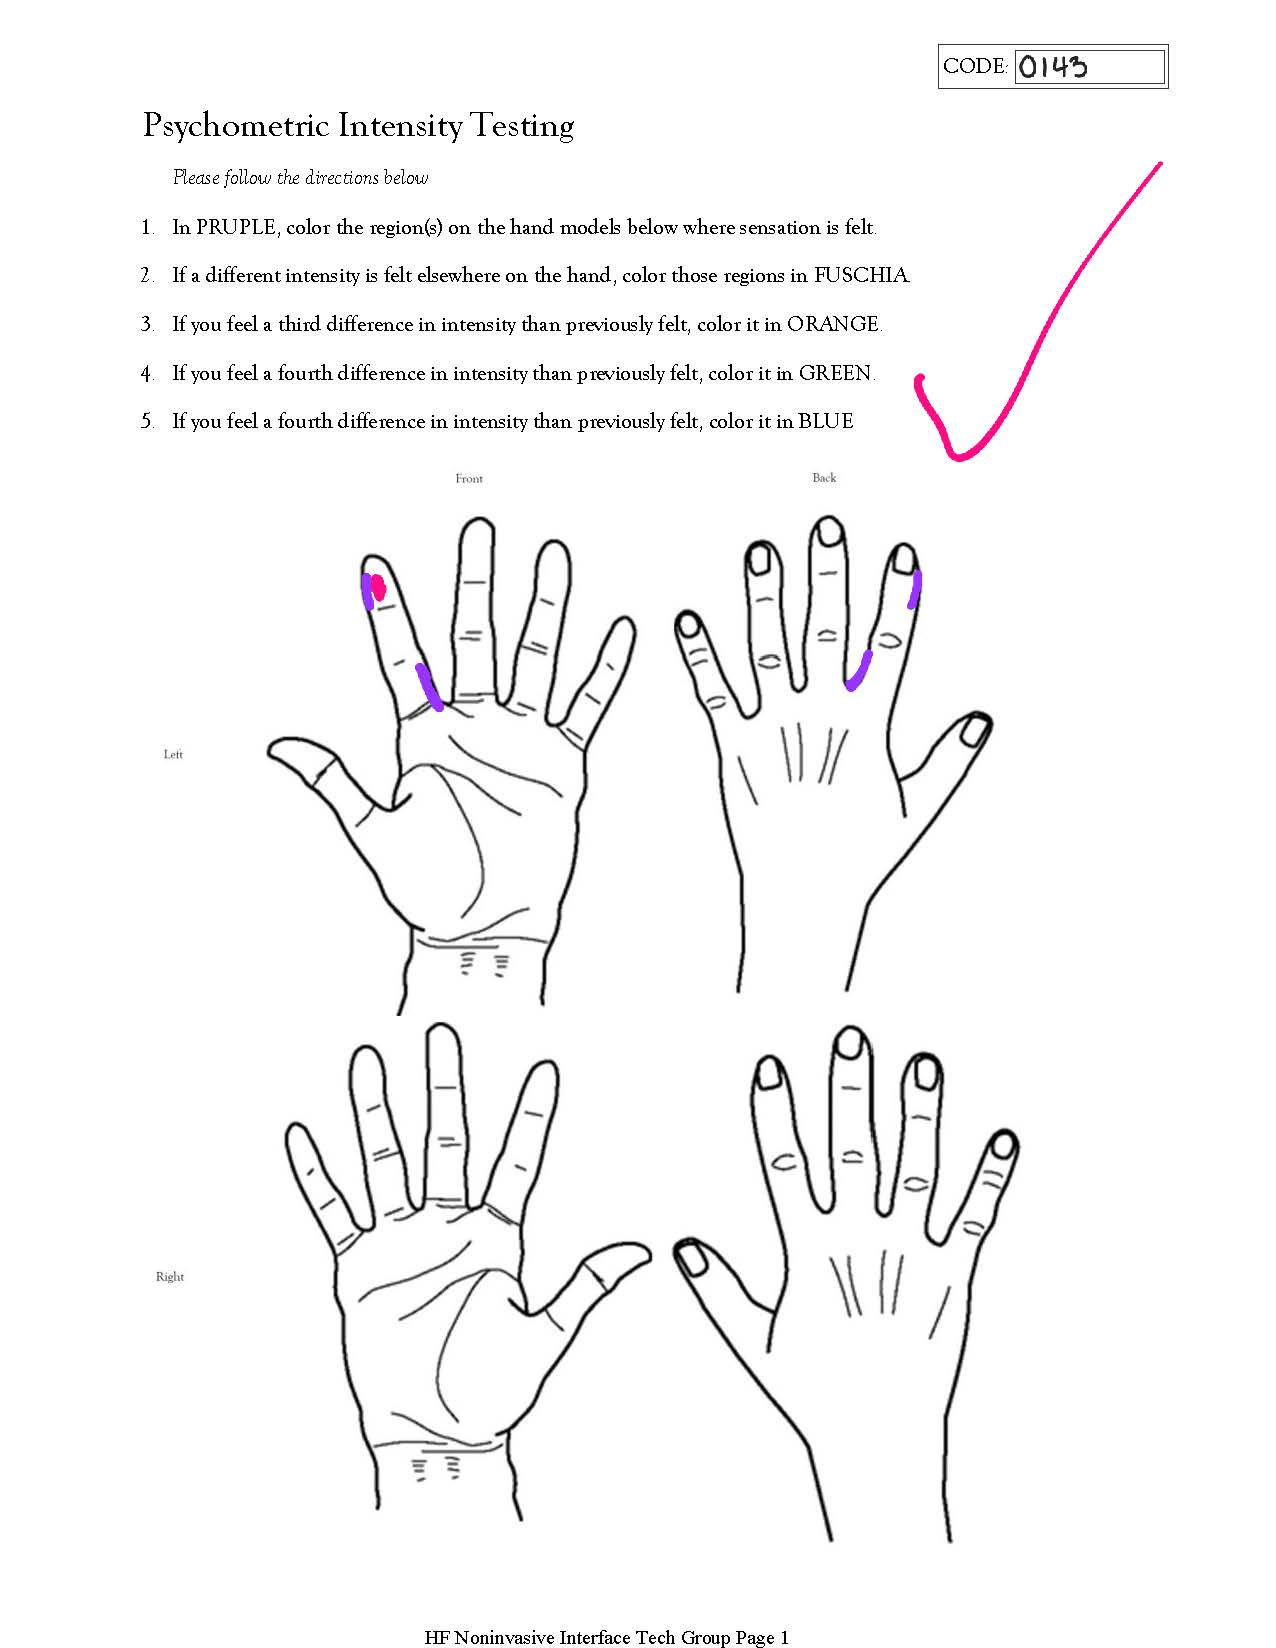 CODE: 0143
Psychometric Intensity Testing
Please follow the directions below
1. In PRUPLE, color the region(s) on the hand models below where sensation is felt.
2. If a different intensity is felt elsewhere on the hand, color those regions in FUSCHIA.
3. If you feel a third difference in intensity than previously felt, color it in ORANGE.
4. If you feel a fourth difference in intensity than previously felt, color it in GREEN.
5. If you feel a fourth difference in intensity than previously felt, color it in BLUE
Front Back
Left
Right
HF Noninvasive Interface Tech Group Page 1